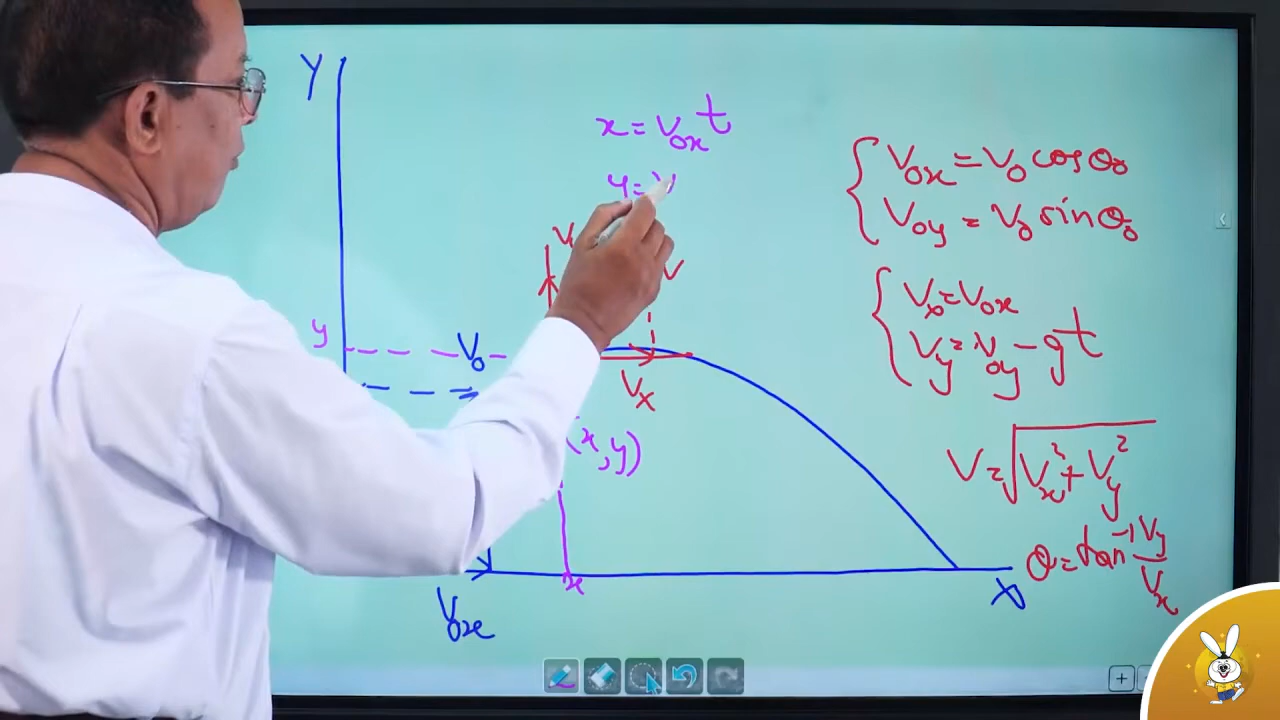 Y
x = V₀ₓt
y = V
V₀ₓ = V₀ cos θ₀
V₀y = V₀ sin θ₀
V
Vₓ = V₀ₓ
Vy = V₀y - gt
y
V₀
Vₓ
(x, y)
V = √Vₓ² + Vy²
θ = tan⁻¹ Vy/Vₓ
x
X
V₀ₓ